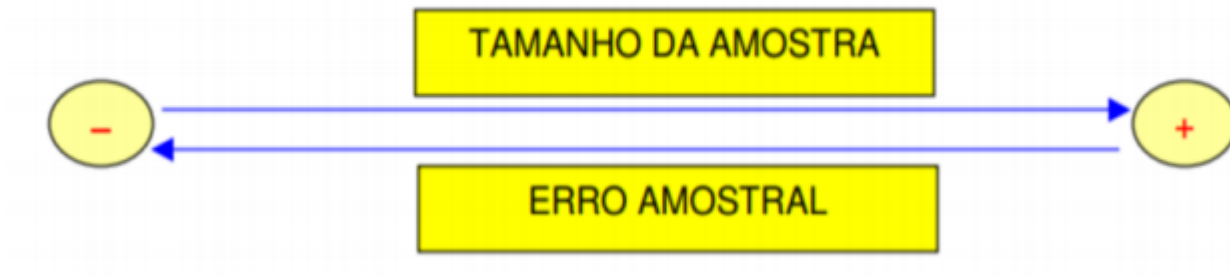 TAMANHO DA AMOSTRA
–
+
ERRO AMOSTRAL